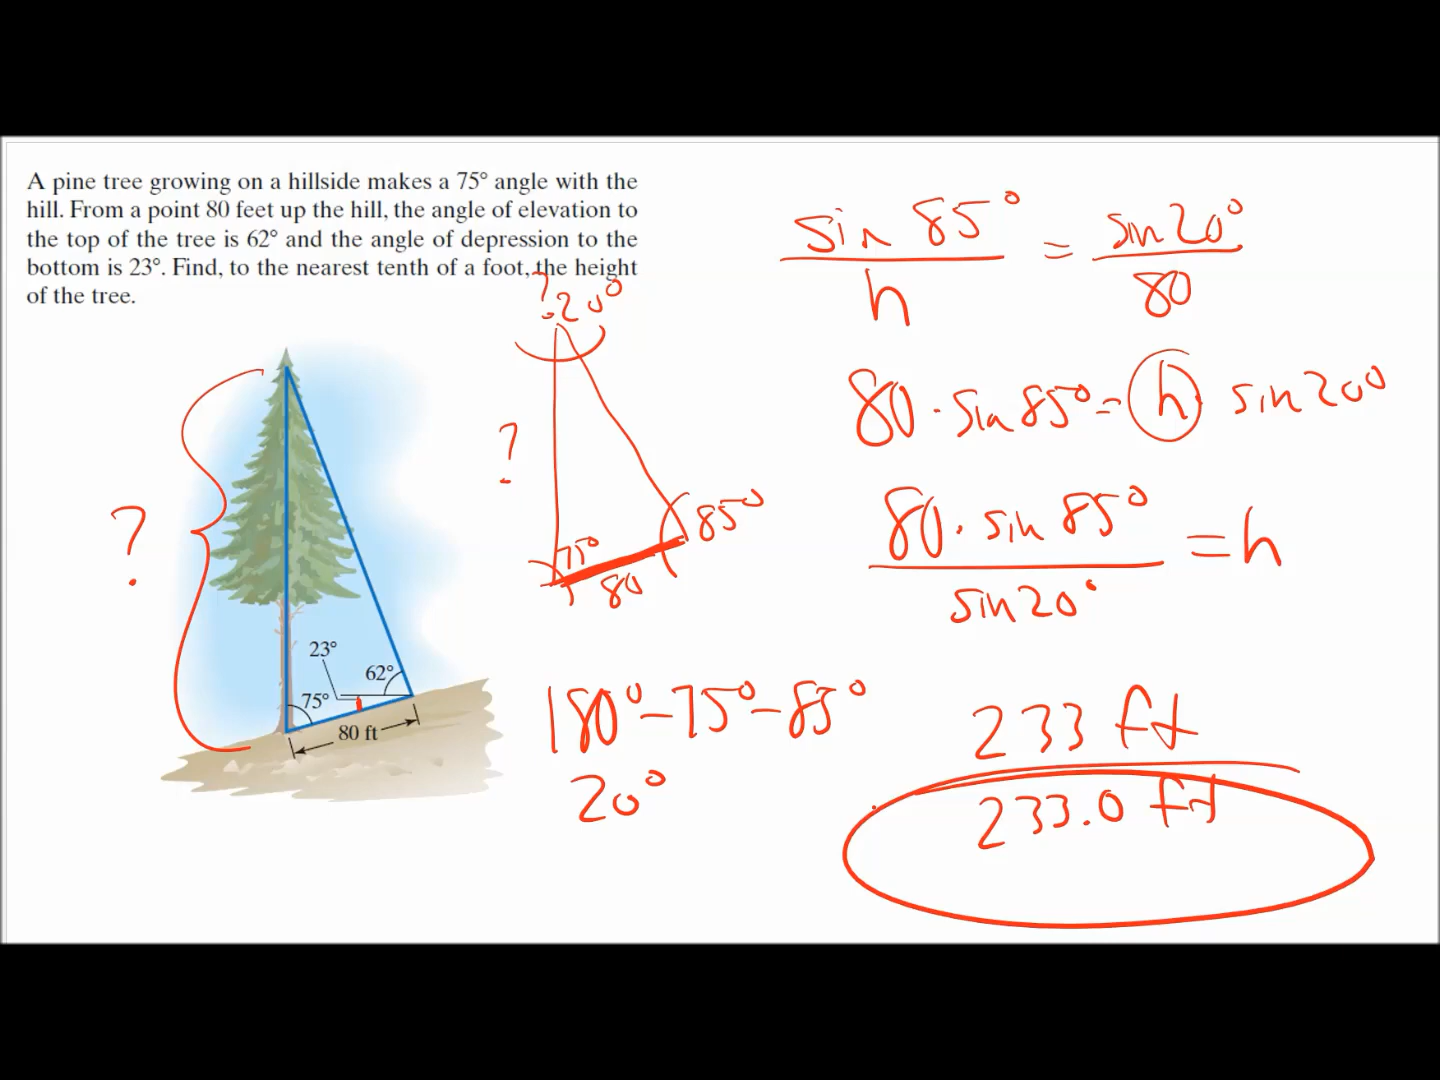 A pine tree growing on a hillside makes a 75° angle with the
hill. From a point 80 feet up the hill, the angle of elevation to
the top of the tree is 62° and the angle of depression to the
bottom is 23°. Find, to the nearest tenth of a foot, the height
of the tree.
? 20°
?
75°
80
85°
?
23°
62°
75°
80 ft
180° - 75° - 85°
20°
sin 85° / h = sin 20° / 80
80 · sin 85° = h sin 20°
80 · sin 85° / sin 20° = h
233 ft
233.0 ft